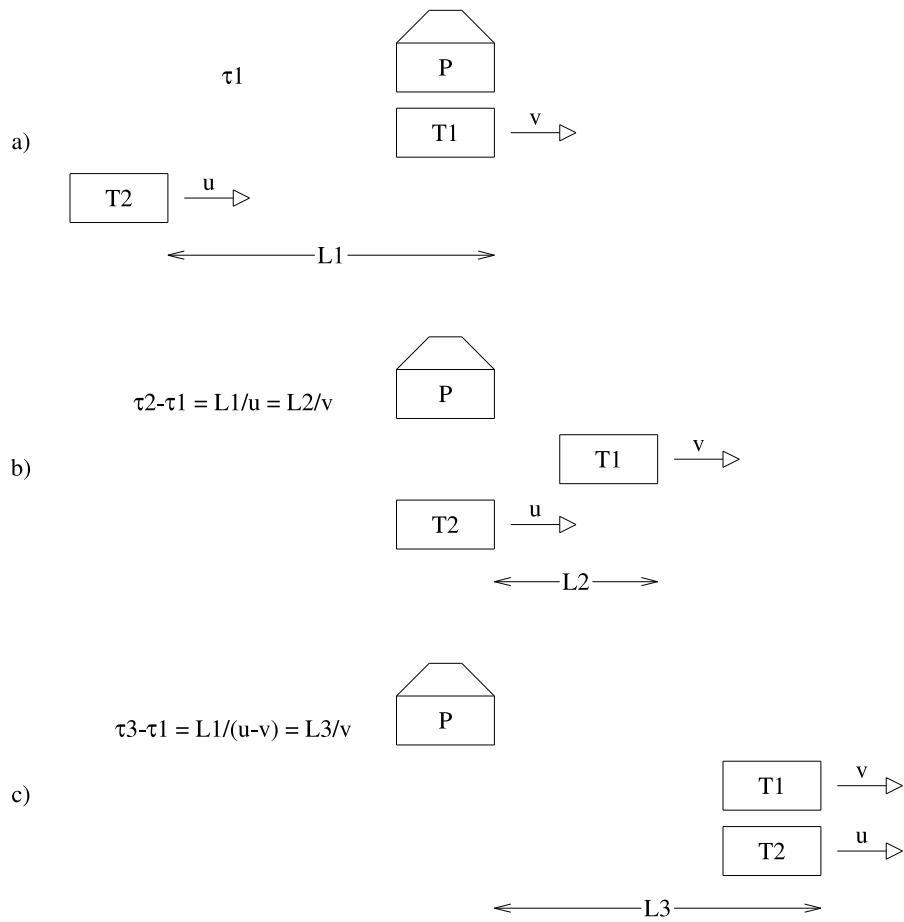 P
τ1
T1
v
a)
T2
u
L1
P
τ2-τ1 = L1/u = L2/v
T1
v
b)
T2
u
L2
P
τ3-τ1 = L1/(u-v) = L3/v
T1
v
c)
T2
u
L3